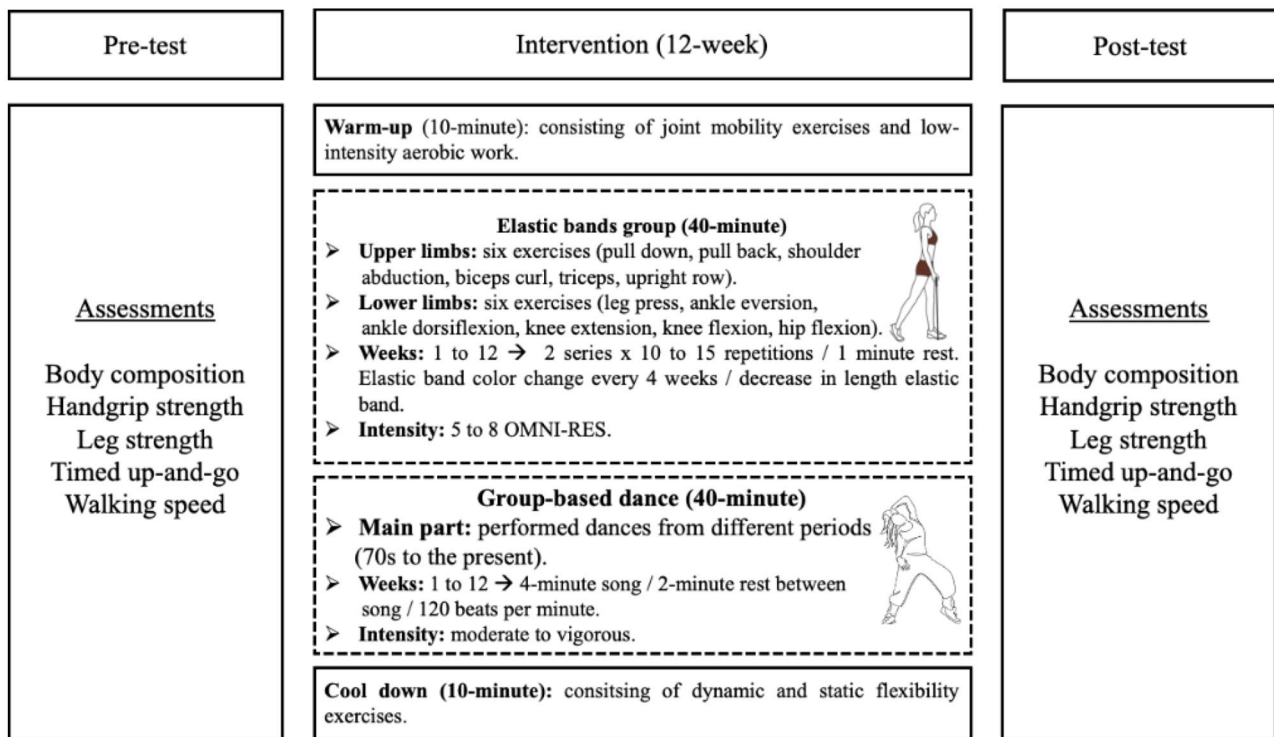 Pre-test
Intervention (12-week)
Post-test
Assessments
Body composition
Handgrip strength
Leg strength
Timed up-and-go
Walking speed
Warm-up (10-minute): consisting of joint mobility exercises and low-
intensity aerobic work.
Elastic bands group (40-minute)
➢ Upper limbs: six exercises (pull down, pull back, shoulder
abduction, biceps curl, triceps, upright row).
➢ Lower limbs: six exercises (leg press, ankle eversion,
ankle dorsiflexion, knee extension, knee flexion, hip flexion).
➢ Weeks: 1 to 12 → 2 series x 10 to 15 repetitions / 1 minute rest.
Elastic band color change every 4 weeks / decrease in length elastic
band.
➢ Intensity: 5 to 8 OMNI-RES.
Group-based dance (40-minute)
➢ Main part: performed dances from different periods
(70s to the present).
➢ Weeks: 1 to 12 → 4-minute song / 2-minute rest between
song / 120 beats per minute.
➢ Intensity: moderate to vigorous.
Cool down (10-minute): consitsing of dynamic and static flexibility
exercises.
Assessments
Body composition
Handgrip strength
Leg strength
Timed up-and-go
Walking speed